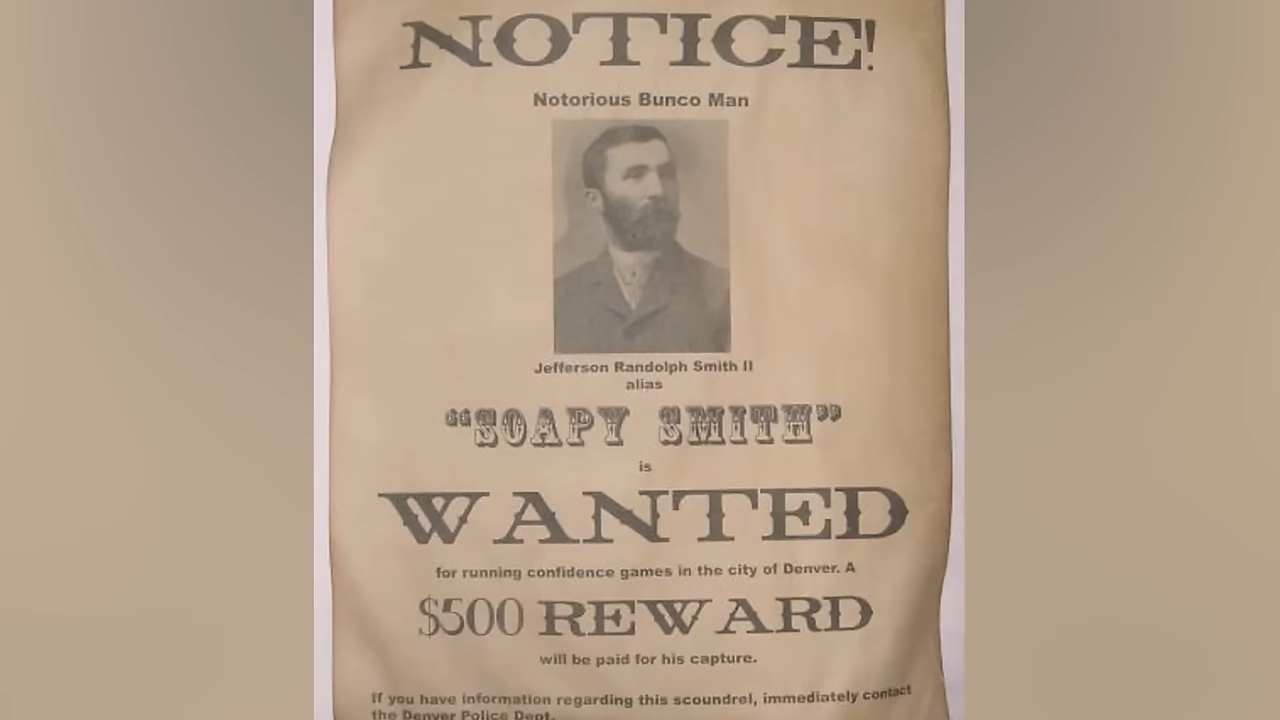 NOTICE!
Notorious Bunco Man
Jefferson Randolph Smith II
alias
“SOAPY SMITH”
is
WANTED
for running confidence games in the city of Denver. A
$500 REWARD
will be paid for his capture.
If you have information regarding this scoundrel, immediately contact
the Denver Police Dept.